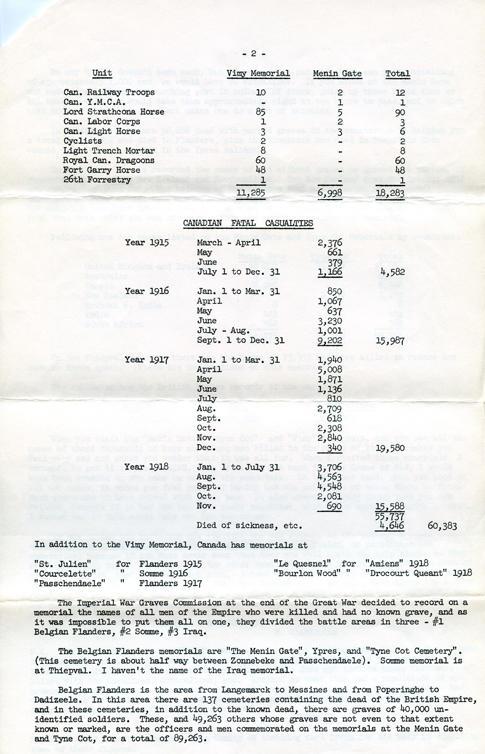 - 2 -
Unit Vimy Memorial Menin Gate Total
Can. Railway Troops 10 2 12
Can. Y.M.C.A. - 1 1
Lord Strathcona Horse 85 5 90
Can. Labor Corps 1 2 3
Can. Light Horse 3 3 6
Cyclists 2 - 2
Light Trench Mortar 8 - 8
Royal Can. Dragoons 60 - 60
Fort Garry Horse 48 - 48
26th Forrestry 1 - 1
11,285 6,998 18,283
CANADIAN FATAL CASUALTIES
Year 1915 March - April 2,376
May 661
June 379
July 1 to Dec. 31 1,166 4,582
Year 1916 Jan. 1 to Mar. 31 850
April 1,067
May 637
June 3,230
July - Aug. 1,001
Sept. 1 to Dec. 31 9,202 15,987
Year 1917 Jan. 1 to Mar. 31 1,940
April 5,008
May 1,871
June 1,136
July 810
Aug. 2,709
Sept. 618
Oct. 2,308
Nov. 2,840
Dec. 340 19,580
Year 1918 Jan. 1 to July 31 3,706
Aug. 4,563
Sept. 4,548
Oct. 2,081
Nov. 690 15,588
55,737
Died of sickness, etc. 4,646 60,383
In addition to the Vimy Memorial, Canada has memorials at
"St. Julien" for Flanders 1915 "Le Quesnel" for "Amiens" 1918
"Courcelette" " Somme 1916 "Bourlon Wood" " "Drocourt Queant" 1918
"Passchendaele" " Flanders 1917
The Imperial War Graves Commission at the end of the Great War decided to record on a
memorial the names of all men of the Empire who were killed and had no known grave, and as
it was impossible to put them all on one, they divided the battle areas in three - #1
Belgian Flanders, #2 Somme, #3 Iraq.
The Belgian Flanders memorials are "The Menin Gate", Ypres, and "Tyne Cot Cemetery".
(This cemetery is about half way between Zonnebeke and Passchendaele). Somme memorial is
at Thiepval. I haven't the name of the Iraq memorial.
Belgian Flanders is the area from Langemarck to Messines and from Poperinghe to
Dadizeele. In this area there are 137 cemeteries containing the dead of the British Empire,
and in these cemeteries, in addition to the known dead, there are graves of 40,000 un-
identified soldiers. These, and 49,263 others whose graves are not even to that extent
known or marked, are the officers and men commemorated on the memorials at the Menin Gate
and Tyne Cot, for a total of 89,263.